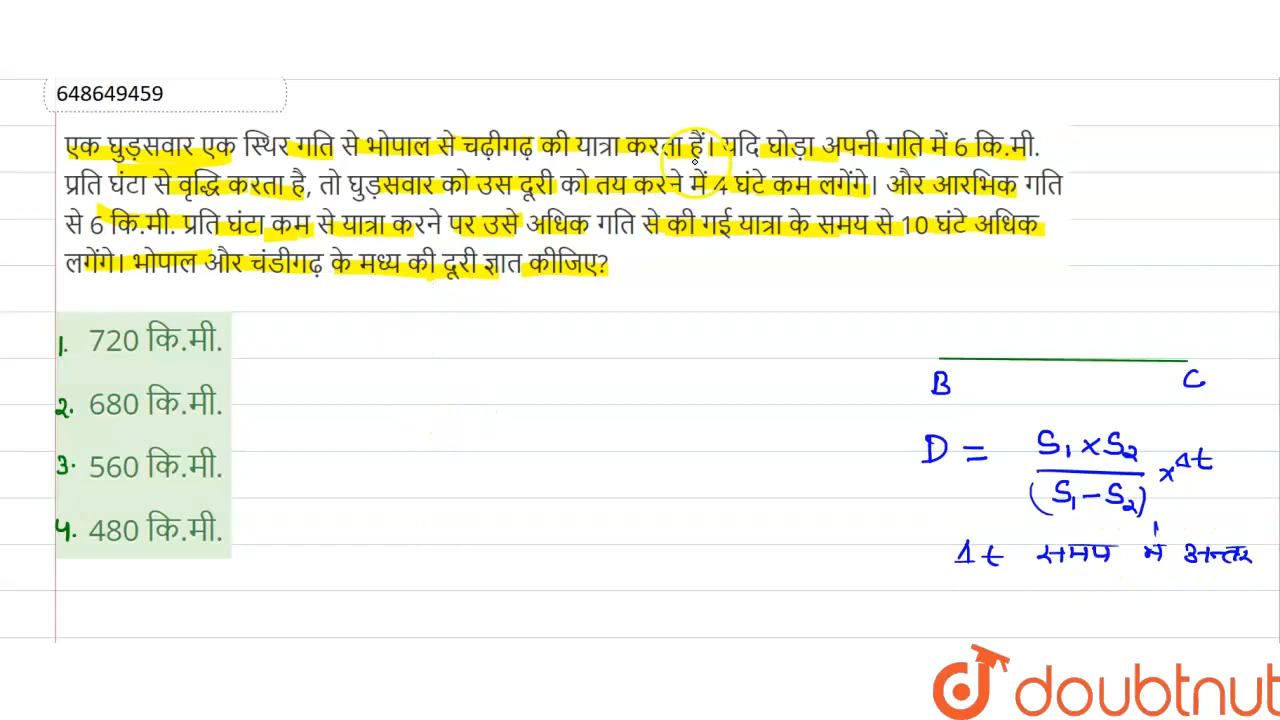 648649459
एक घुड़सवार एक स्थिर गति से भोपाल से चढ़ीगढ़ की यात्रा करता हैं। यदि घोड़ा अपनी गति में 6 कि.मी.
प्रति घंटा से वृद्धि करता है, तो घुड़सवार को उस दूरी को तय करने में 4 घंटे कम लगेंगे। और आरभिक गति
से 6 कि.मी. प्रति घंटा कम से यात्रा करने पर उसे अधिक गति से की गई यात्रा के समय से 10 घंटे अधिक
लगेंगे। भोपाल और चंडीगढ़ के मध्य की दूरी ज्ञात कीजिए?
1. 720 कि.मी.
2. 680 कि.मी.
3. 560 कि.मी.
4. 480 कि.मी.
B C
D = S₁ × S₂ / (S₁ - S₂) × Δt
Δt समय में अन्तर
doubtnut